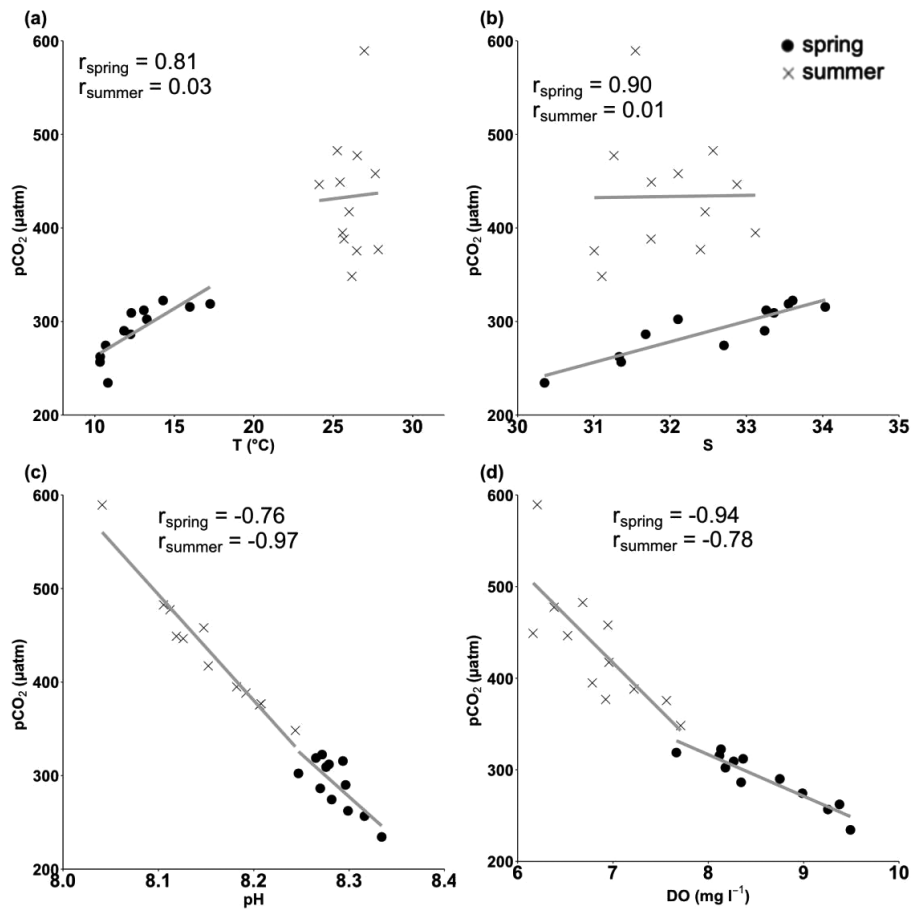 (a)
r_spring = 0.81
r_summer = 0.03
600
500
400
300
200
pCO₂ (µatm)
10 15 20 25 30
T (°C)
(b)
spring
summer
r_spring = 0.90
r_summer = 0.01
600
500
400
300
200
pCO₂ (µatm)
30 31 32 33 34 35
S
(c)
r_spring = -0.76
r_summer = -0.97
600
500
400
300
200
pCO₂ (µatm)
8.0 8.1 8.2 8.3 8.4
pH
(d)
r_spring = -0.94
r_summer = -0.78
600
500
400
300
200
pCO₂ (µatm)
6 7 8 9 10
DO (mg l⁻¹)